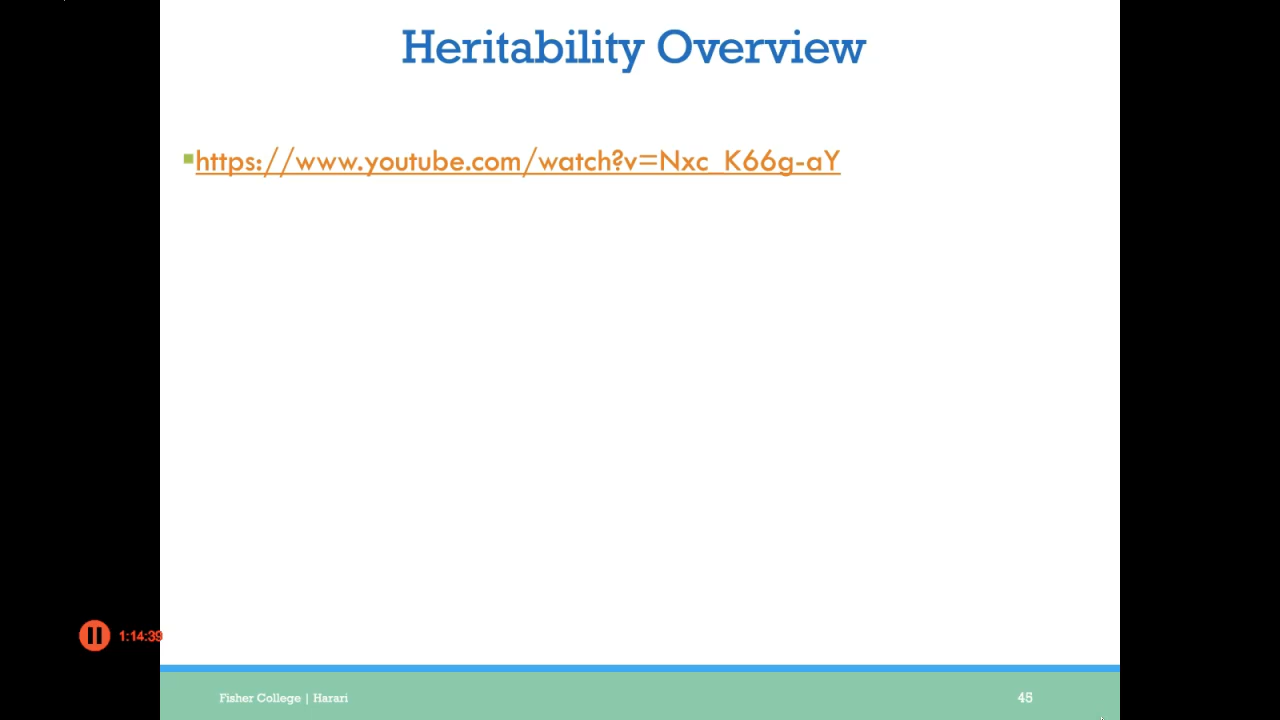 Heritability Overview
https://www.youtube.com/watch?v=Nxc_K66g-aY
1:14:39
Fisher College | Harari
45